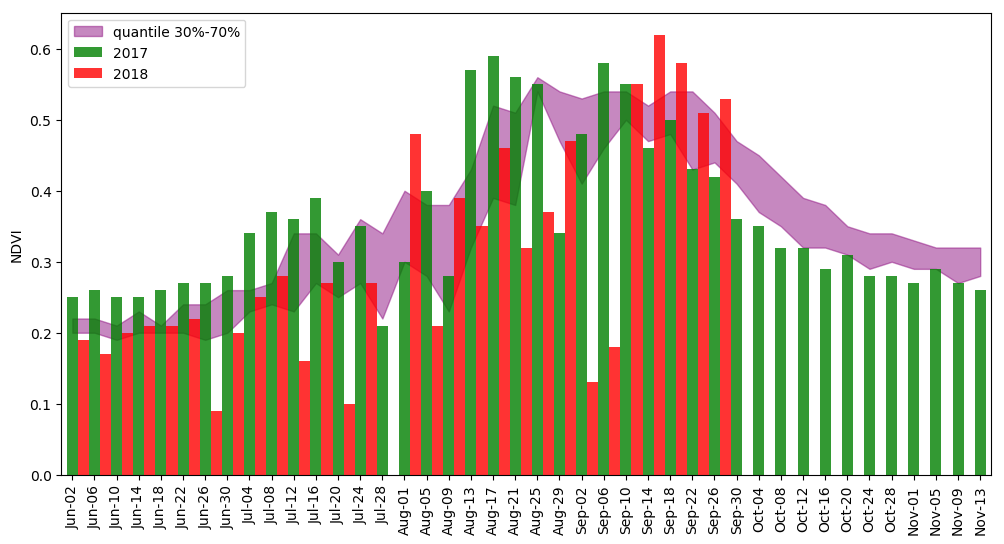 quantile 30%-70%
2017
2018
NDVI
0.6
0.5
0.4
0.3
0.2
0.1
0.0
Jun-02
Jun-06
Jun-10
Jun-14
Jun-18
Jun-22
Jun-26
Jun-30
Jul-04
Jul-08
Jul-12
Jul-16
Jul-20
Jul-24
Jul-28
Aug-01
Aug-05
Aug-09
Aug-13
Aug-17
Aug-21
Aug-25
Aug-29
Sep-02
Sep-06
Sep-10
Sep-14
Sep-18
Sep-22
Sep-26
Sep-30
Oct-04
Oct-08
Oct-12
Oct-16
Oct-20
Oct-24
Oct-28
Nov-01
Nov-05
Nov-09
Nov-13